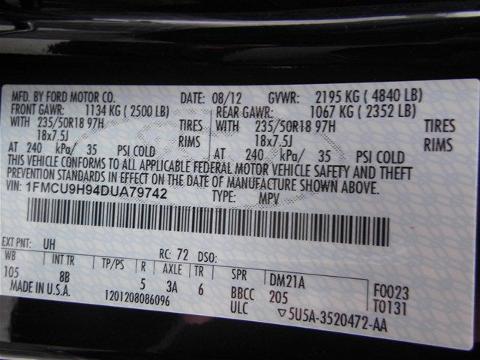 MFD. BY FORD MOTOR CO. DATE: 08/12 GVWR: 2195 KG ( 4840 LB)
FRONT GAWR: 1134 KG ( 2500 LB) REAR GAWR: 1067 KG ( 2352 LB)
WITH 235/50R18 97H TIRES WITH 235/50R18 97H TIRES
18x7.5J RIMS 18x7.5J RIMS
AT 240 kPa/ 35 PSI COLD AT 240 kPa/ 35 PSI COLD
THIS VEHICLE CONFORMS TO ALL APPLICABLE FEDERAL MOTOR VEHICLE SAFETY AND THEFT
PREVENTION STANDARDS IN EFFECT ON THE DATE OF MANUFACTURE SHOWN ABOVE.
VIN: 1FMCU9H94DUA79742 TYPE: MPV
EXT PNT: UH RC: 72 DSO:
WB INT TR TP/PS R AXLE TR SPR DM21A F0023
105 8B 5 3A 6 BBCC 205 T0131
MADE IN U.S.A. 1201208086096 ULC 5U5A-3520472-AA